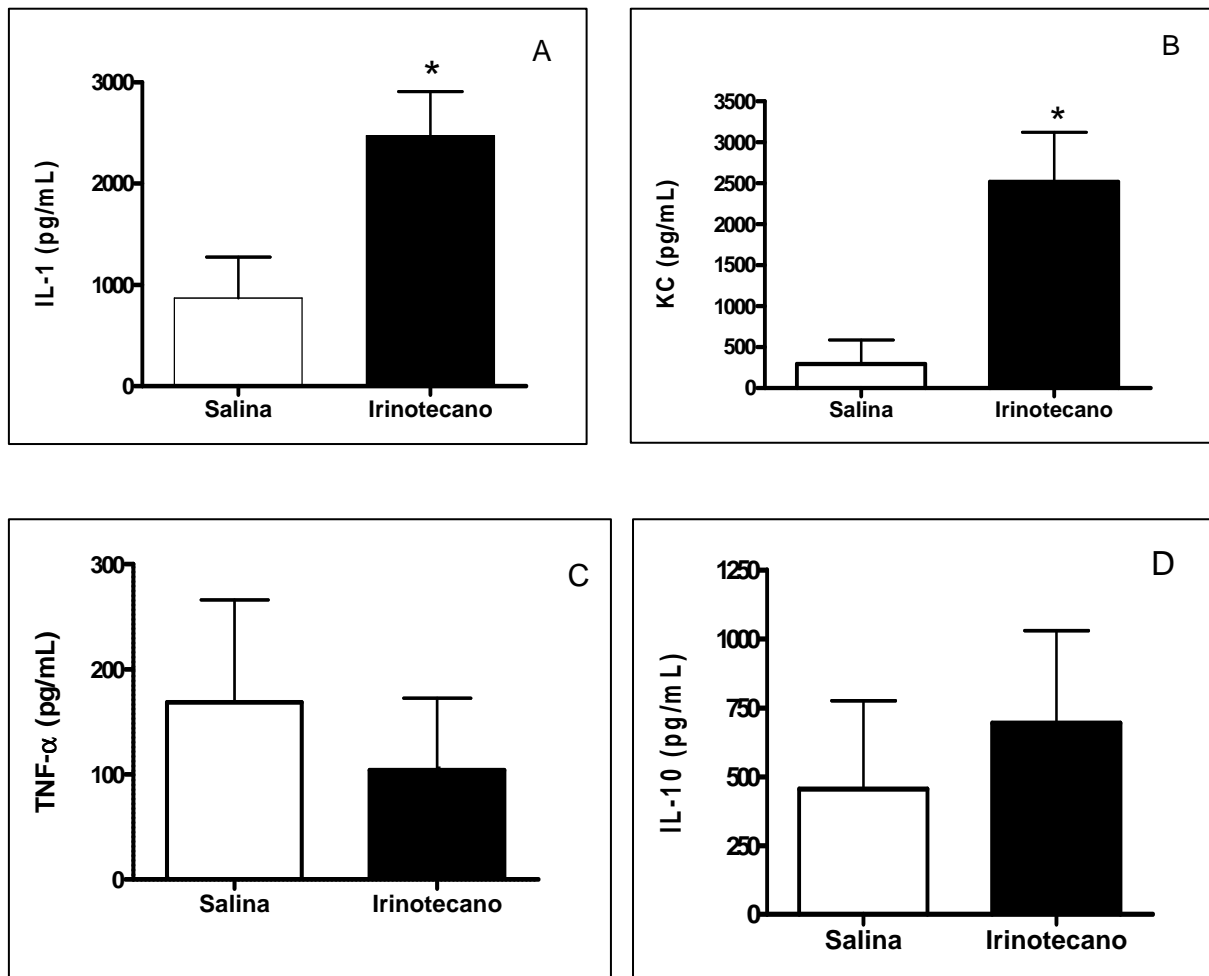 A
*
3000
2000
1000
0
IL-1 (pg/mL)
Salina Irinotecano
B
*
3500
3000
2500
2000
1500
1000
500
0
KC (pg/mL)
Salina Irinotecano
C
300
200
100
0
TNF-α (pg/mL)
Salina Irinotecano
D
1250
1000
750
500
250
0
IL-10 (pg/mL)
Salina Irinotecano